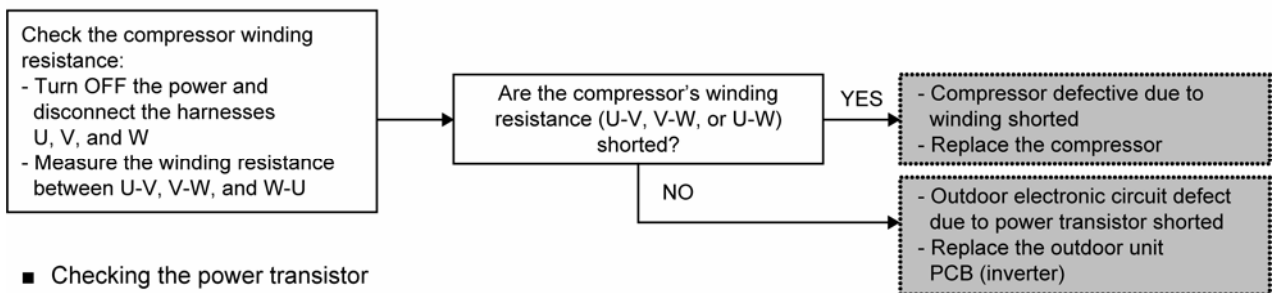 Check the compressor winding
resistance:
- Turn OFF the power and
disconnect the harnesses
U, V, and W
- Measure the winding resistance
between U-V, V-W, and W-U
Are the compressor's winding
resistance (U-V, V-W, or U-W)
shorted?
YES
- Compressor defective due to
winding shorted
- Replace the compressor
NO
- Outdoor electronic circuit defect
due to power transistor shorted
- Replace the outdoor unit
PCB (inverter)
■ Checking the power transistor